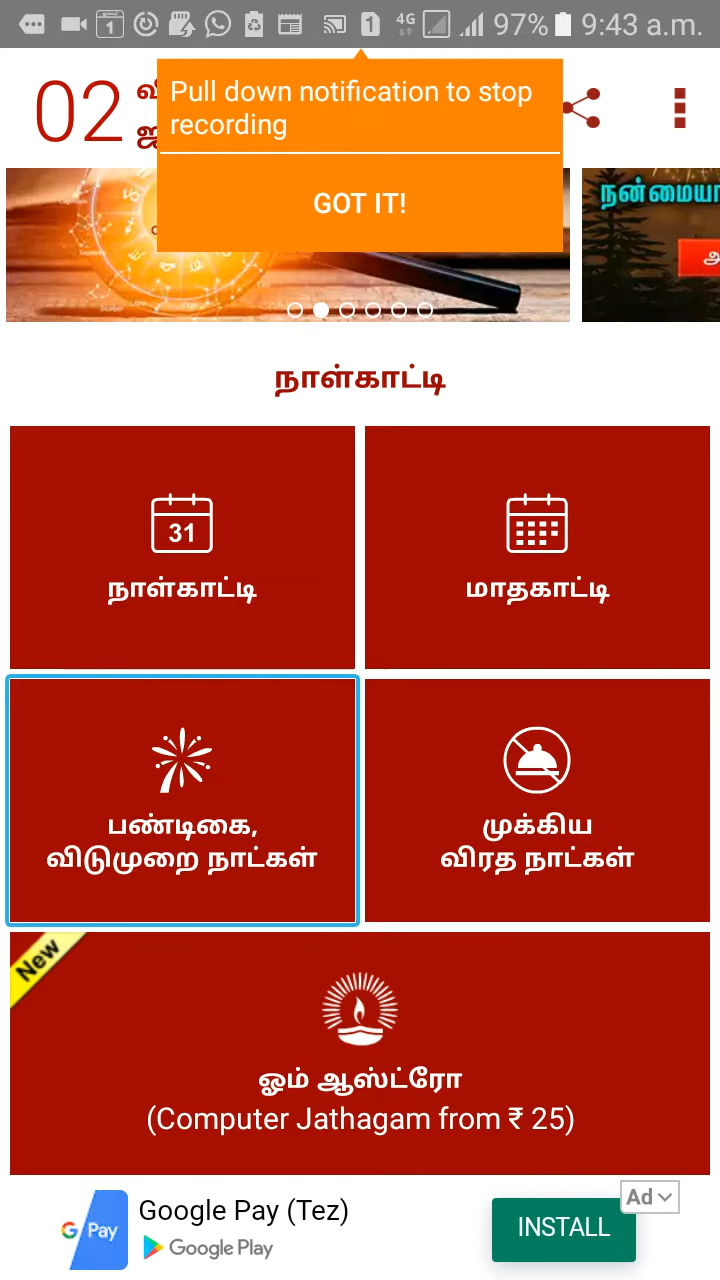 4G 97% 9:43 a.m.
02
Pull down notification to stop
recording
GOT IT!
நாள்காட்டி
31
நாள்காட்டி
மாதகாட்டி
பண்டிகை,
விடுமுறை நாட்கள்
முக்கிய
விரத நாட்கள்
New
ஓம் ஆஸ்ட்ரோ
(Computer Jathagam from ₹ 25)
Ad
Google Pay (Tez)
G Pay
Google Play
INSTALL